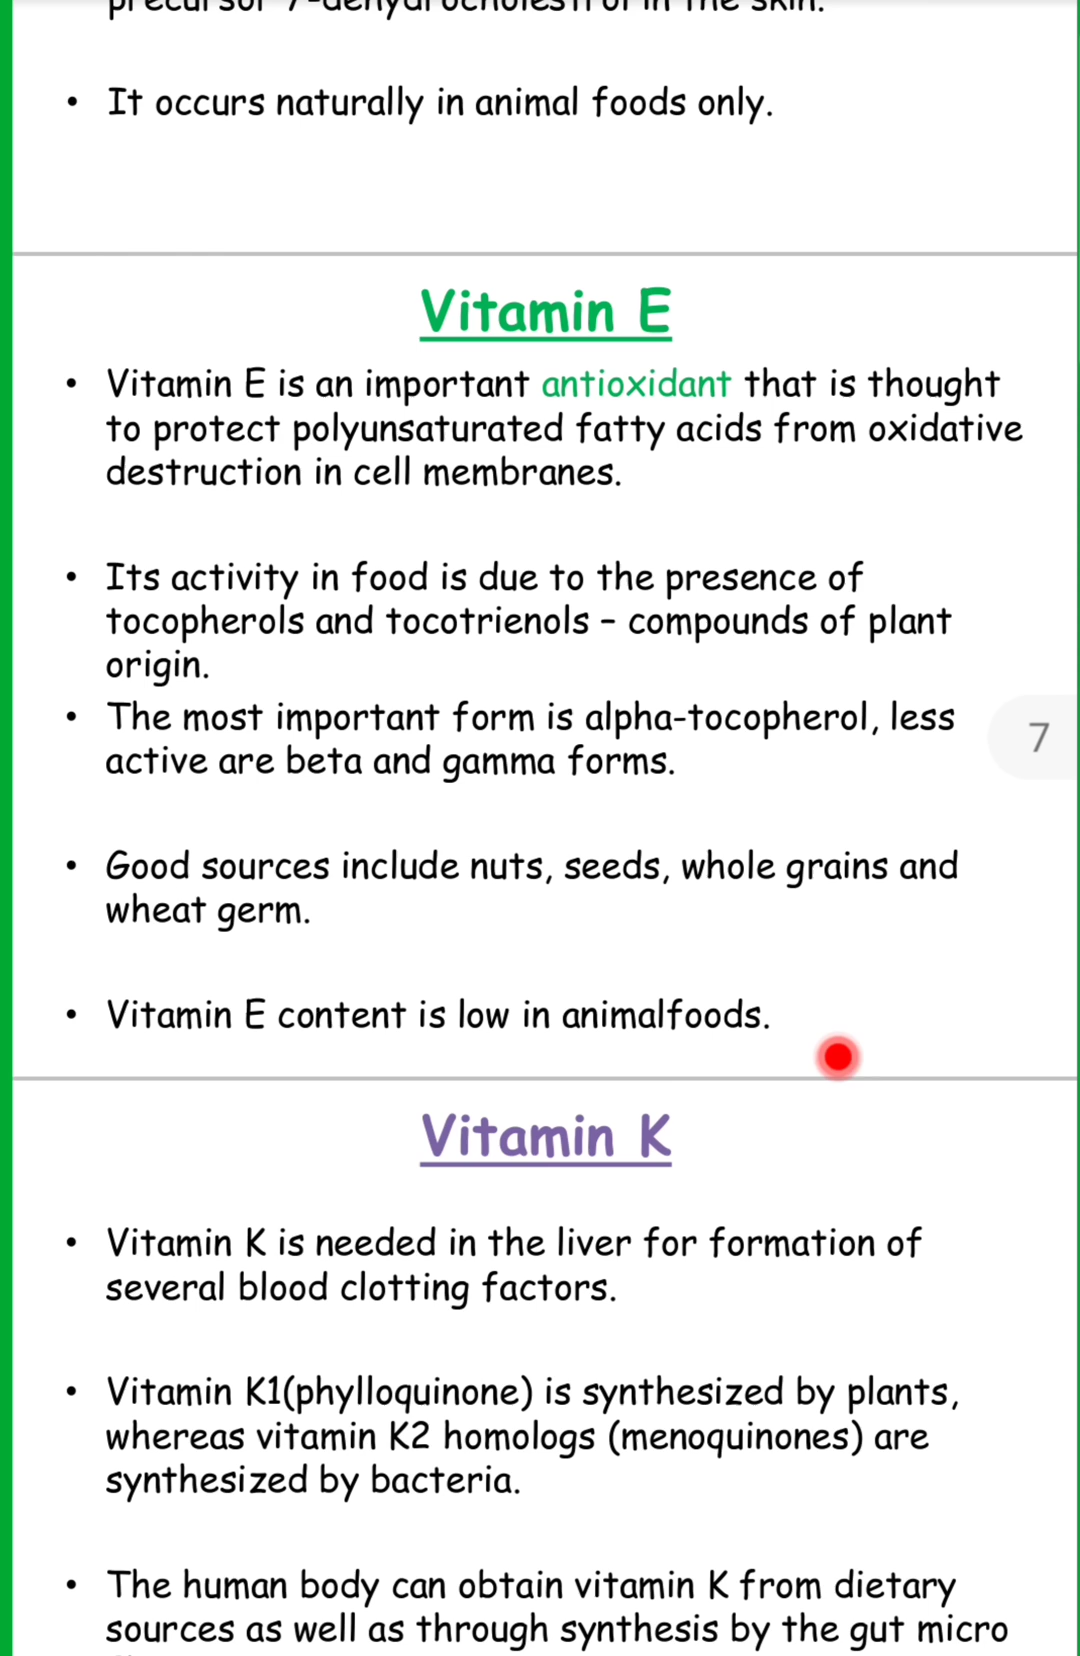 precursor 7-dehydrocholestrol in the skin.
• It occurs naturally in animal foods only.
Vitamin E
• Vitamin E is an important antioxidant that is thought
to protect polyunsaturated fatty acids from oxidative
destruction in cell membranes.
• Its activity in food is due to the presence of
tocopherols and tocotrienols – compounds of plant
origin.
• The most important form is alpha-tocopherol, less
active are beta and gamma forms.
7
• Good sources include nuts, seeds, whole grains and
wheat germ.
• Vitamin E content is low in animalfoods.
Vitamin K
• Vitamin K is needed in the liver for formation of
several blood clotting factors.
• Vitamin K1(phylloquinone) is synthesized by plants,
whereas vitamin K2 homologs (menoquinones) are
synthesized by bacteria.
• The human body can obtain vitamin K from dietary
sources as well as through synthesis by the gut micro